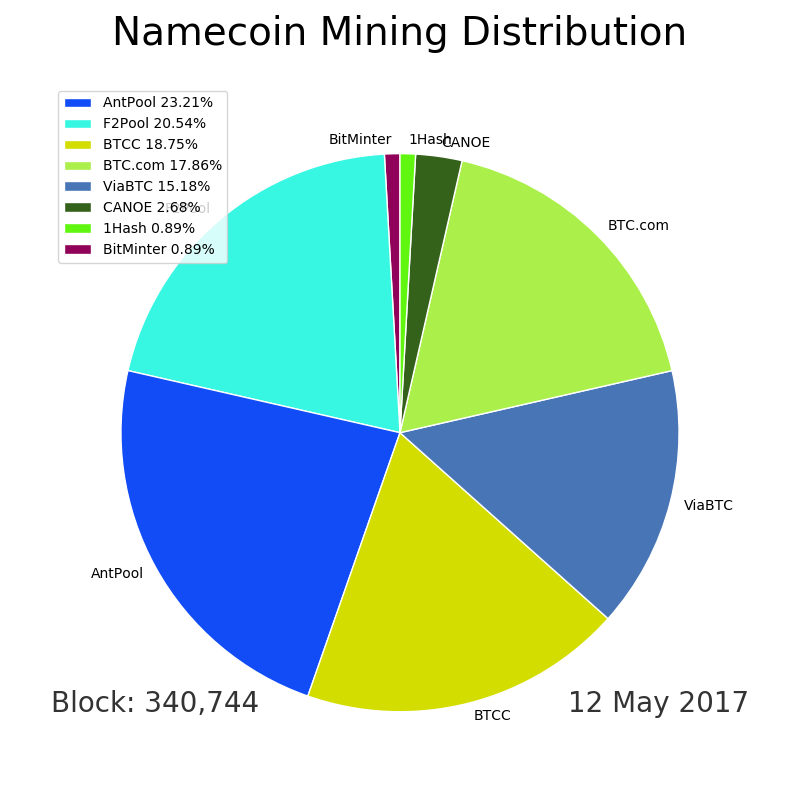 Namecoin Mining Distribution
AntPool 23.21%
F2Pool 20.54%
BTCC 18.75%
BTC.com 17.86%
ViaBTC 15.18%
CANOE 2.68%
1Hash 0.89%
BitMinter 0.89%
BitMinter
1Hash
CANOE
BTC.com
ViaBTC
AntPool
BTCC
Block: 340,744
12 May 2017